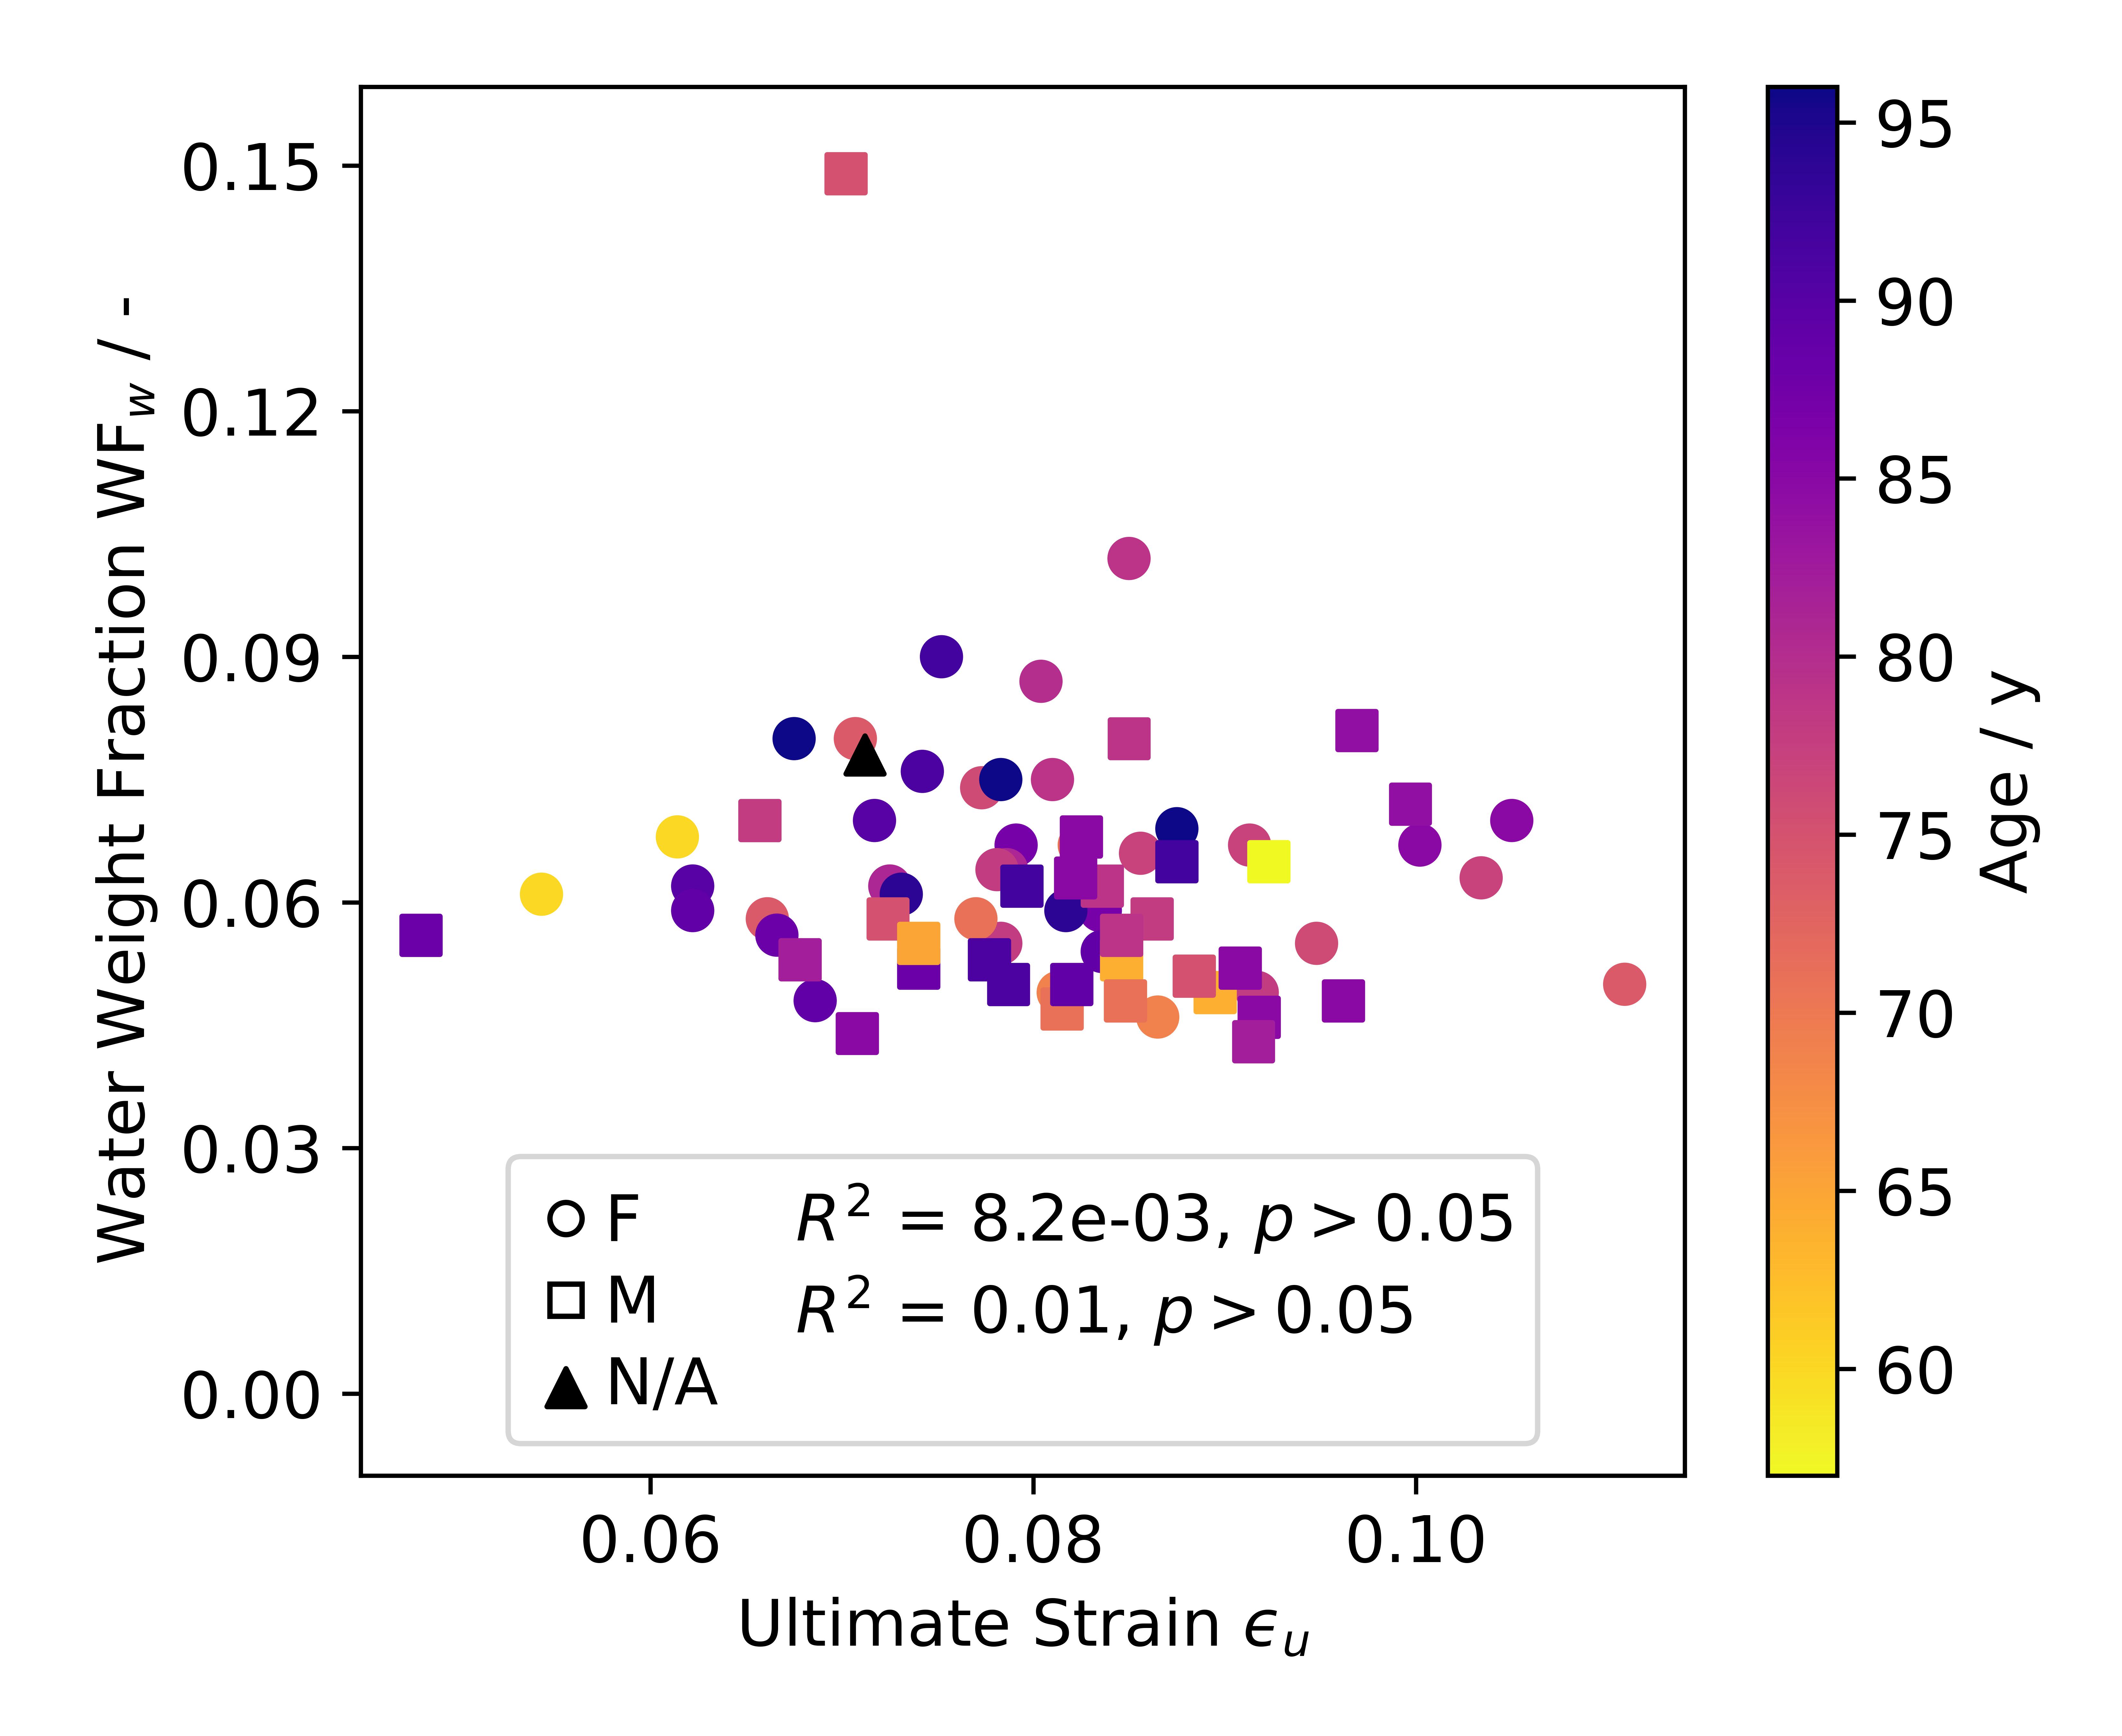 Water Weight Fraction WF_w / -
0.15
0.12
0.09
0.06
0.03
0.00
F R² = 8.2e-03, p > 0.05
M R² = 0.01, p > 0.05
N/A
0.06 0.08 0.10
Ultimate Strain ϵ_u
95
90
85
80
75
70
65
60
Age / y